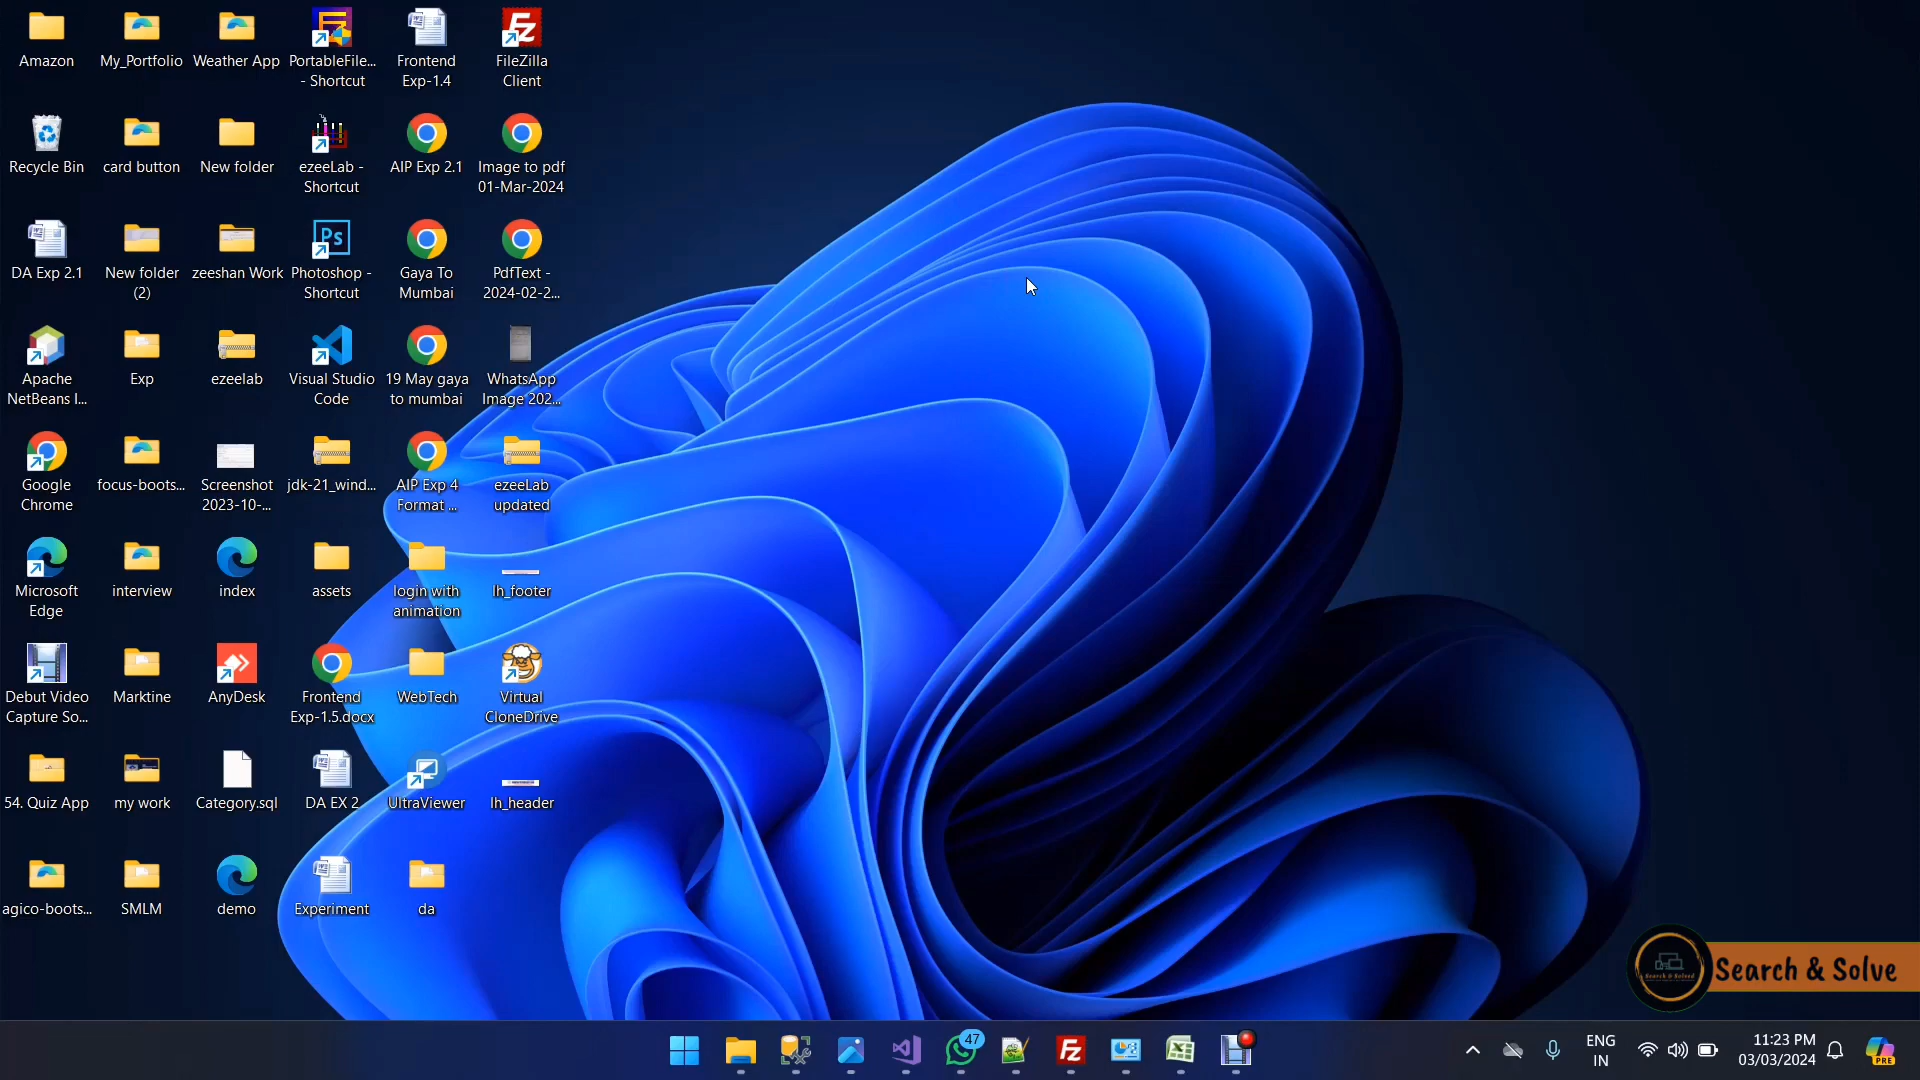 Amazon
My_Portfolio
Weather App
PortableFile...
- Shortcut
Frontend
Exp-1.4
FileZilla
Client
Recycle Bin
card button
New folder
ezeeLab -
Shortcut
AIP Exp 2.1
Image to pdf
01-Mar-2024
DA Exp 2.1
New folder
(2)
zeeshan Work
Ps
Photoshop -
Shortcut
Gaya To
Mumbai
PdfText -
2024-02-2...
Apache
NetBeans I...
Exp
ezeelab
Visual Studio
Code
19 May gaya
to mumbai
WhatsApp
Image 202...
Google
Chrome
focus-boots...
Screenshot
2023-10-...
jdk-21_wind...
AIP Exp 4
Format ...
ezeeLab
updated
Microsoft
Edge
interview
index
assets
login with
animation
lh_footer
Debut Video
Capture So...
Marktine
AnyDesk
Frontend
Exp-1.5.docx
WebTech
Virtual
CloneDrive
54. Quiz App
my work
Category.sql
DA EX 2
UltraViewer
lh_header
agico-boots...
SMLM
demo
Experiment
da
Search & Solve
47
Fz
ENG
IN
11:23 PM
03/03/2024
PRE